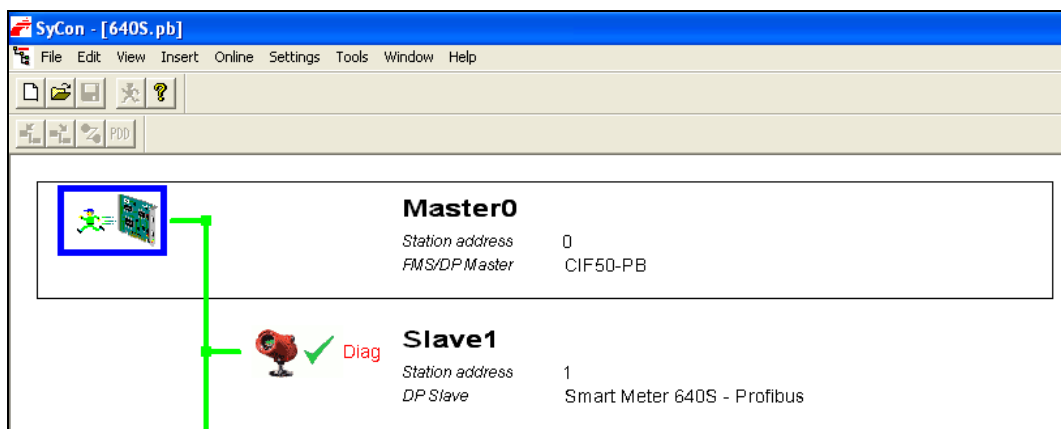 SyCon - [640S.pb]
File Edit View Insert Online Settings Tools Window Help
PDD
Master0
Station address 0
FMS/DP Master CIF50-PB
Diag
Slave1
Station address 1
DP Slave Smart Meter 640S - Profibus